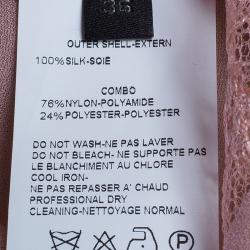 36
OUTER SHELL-EXTERN
100%SILK-SOIE
COMBO
76%NYLON-POLYAMIDE
24%POLYESTER-POLYESTER
DO NOT WASH-NE PAS LAVER
DO NOT BLEACH- NE SUPPORTE PAS
LE BLANCHIMENT AU CHLORE
COOL IRON-
NE PAS REPASSER A' CHAUD
PROFESSIONAL DRY
CLEANING-NETTOYAGE NORMAL